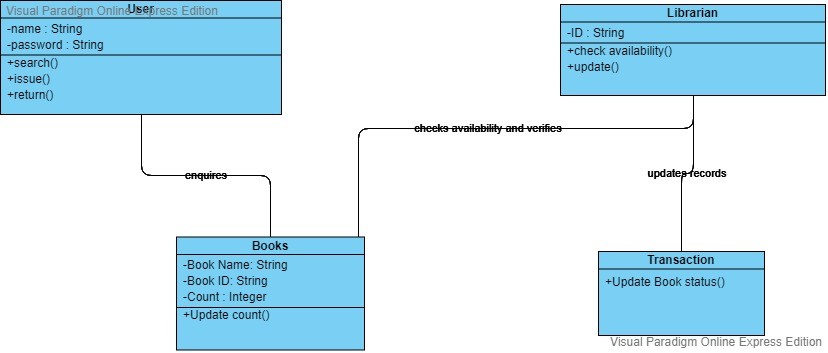 Visual Paradigm Online Express Edition
User
-name : String
-password : String
+search()
+issue()
+return()
Librarian
-ID : String
+check availability()
+update()
checks availability and verifies
enquires
updates records
Books
-Book Name: String
-Book ID: String
-Count : Integer
+Update count()
Transaction
+Update Book status()
Visual Paradigm Online Express Edition